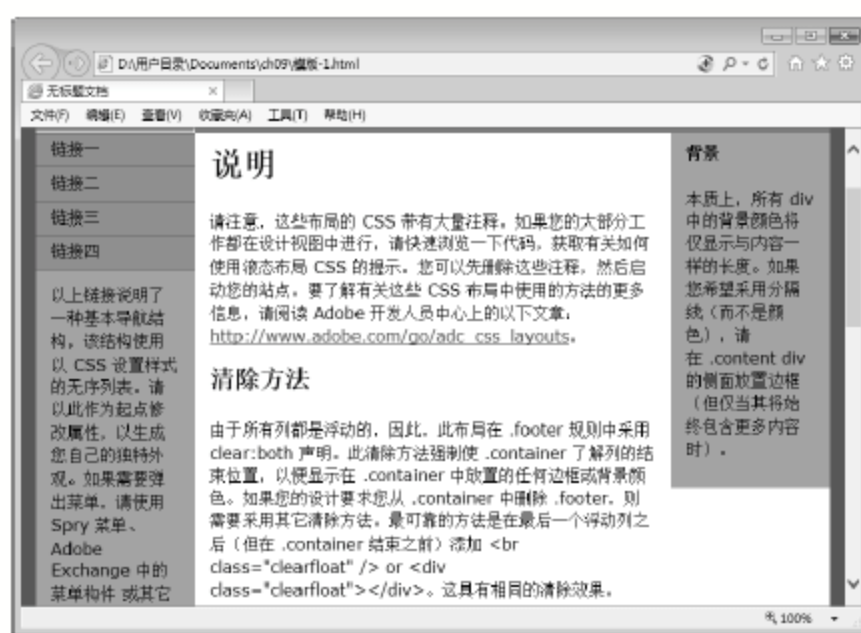 D:\用户目录\Documents\ch09\模版-1.html
无标题文档
文件(F) 编辑(E) 查看(V) 收藏夹(A) 工具(T) 帮助(H)
链接一
链接二
链接三
链接四
以上链接说明了
一种基本导航结
构，该结构使用
以 CSS 设置样式
的无序列表。请
以此作为起点修
改属性，以生成
您自己的独特外
观。如果需要弹
出菜单，请使用
Spry 菜单、
Adobe
Exchange 中的
菜单构件 或其它
说明
请注意，这些布局的 CSS 带有大量注释。如果您的大部分工
作都在设计视图中进行，请快速浏览一下代码，获取有关如何
使用液态布局 CSS 的提示。您可以先删除这些注释，然后启
动您的站点。要了解有关这些 CSS 布局中使用的方法的更多
信息，请阅读 Adobe 开发人员中心上的以下文章：
http://www.adobe.com/go/adc_css_layouts。
清除方法
由于所有列都是浮动的，因此，此布局在 .footer 规则中采用
clear:both 声明。此清除方法强制使 .container 了解列的结
束位置，以便显示在 .container 中放置的任何边框或背景颜
色。如果您的设计要求您从 .container 中删除 .footer，则
需要采用其它清除方法。最可靠的方法是在最后一个浮动列之
后（但在 .container 结束之前）添加 <br
class="clearfloat" /> or <div
class="clearfloat"></div>。这具有相同的清除效果。
背景
本质上，所有 div
中的背景颜色将
仅显示与内容一
样的长度。如果
您希望采用分隔
线（而不是颜
色），请
在 .content div
的侧面放置边框
（但仅当其将始
终包含更多内容
时）。
100%